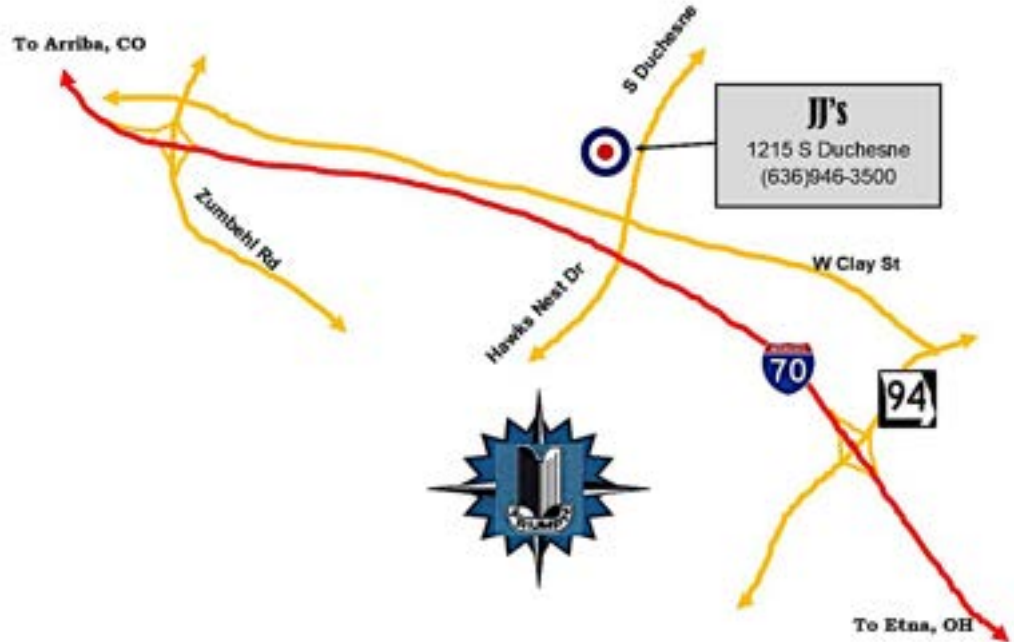 To Arriba, CO
S Duchesne
JJ's
1215 S Duchesne
(636)946-3500
Zumbehl Rd
W Clay St
Hawks Nest Dr
70
94
To Etna, OH